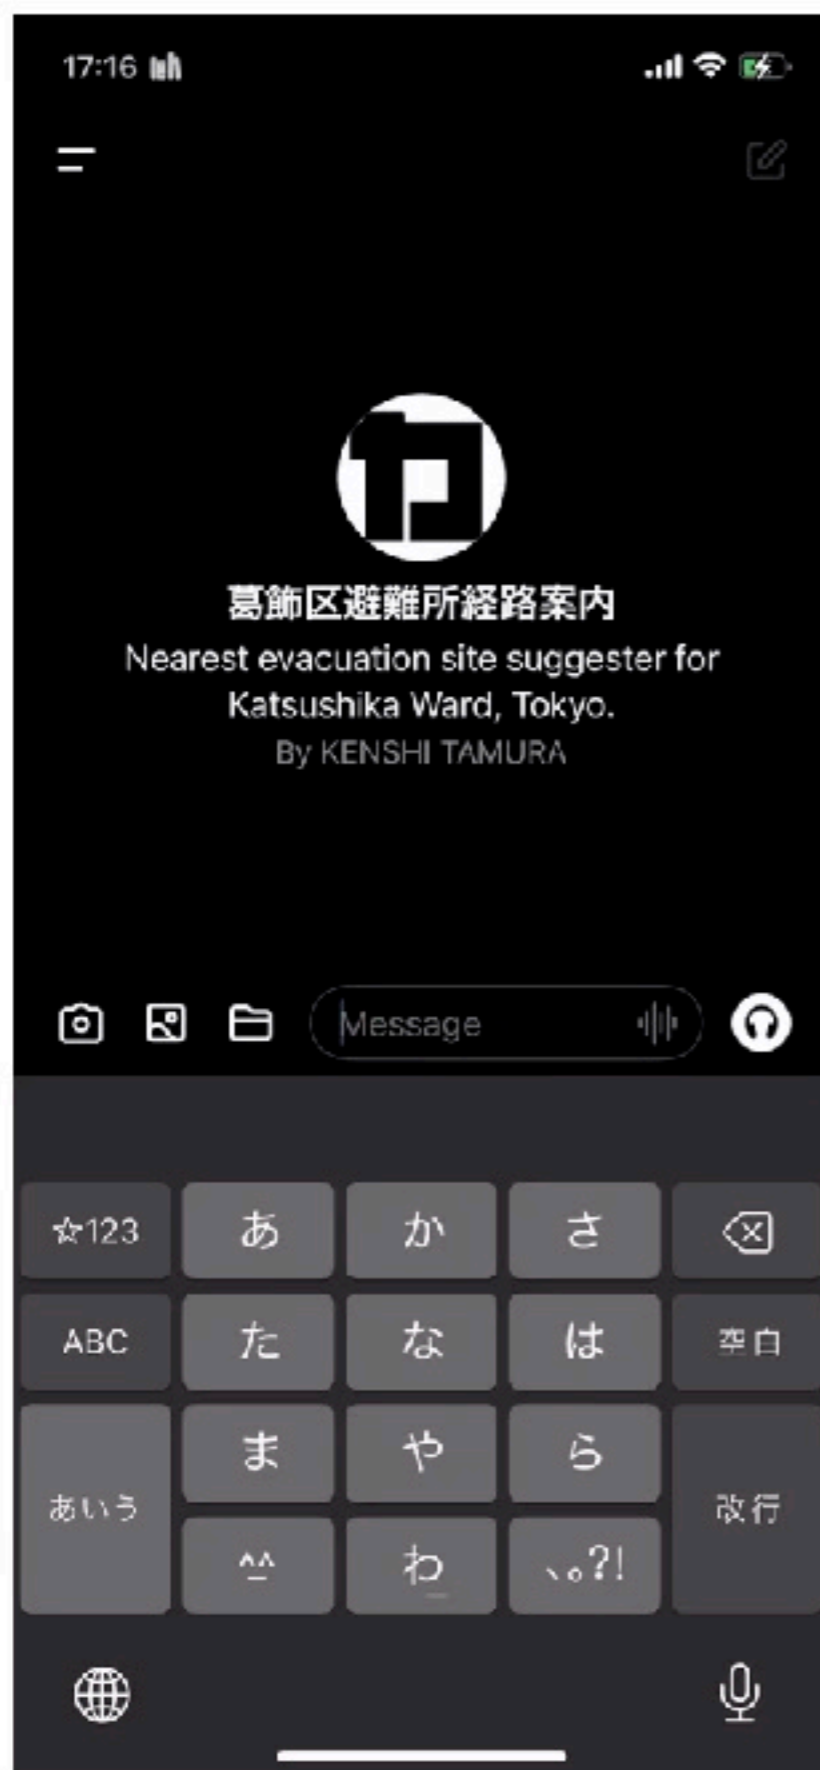 17:16
葛飾区避難所経路案内
Nearest evacuation site suggester for
Katsushika Ward, Tokyo.
By KENSHI TAMURA
Message
☆123 あ か さ
ABC た な は 空白
ま や ら
あいう 改行
^_^ わ 、。?!